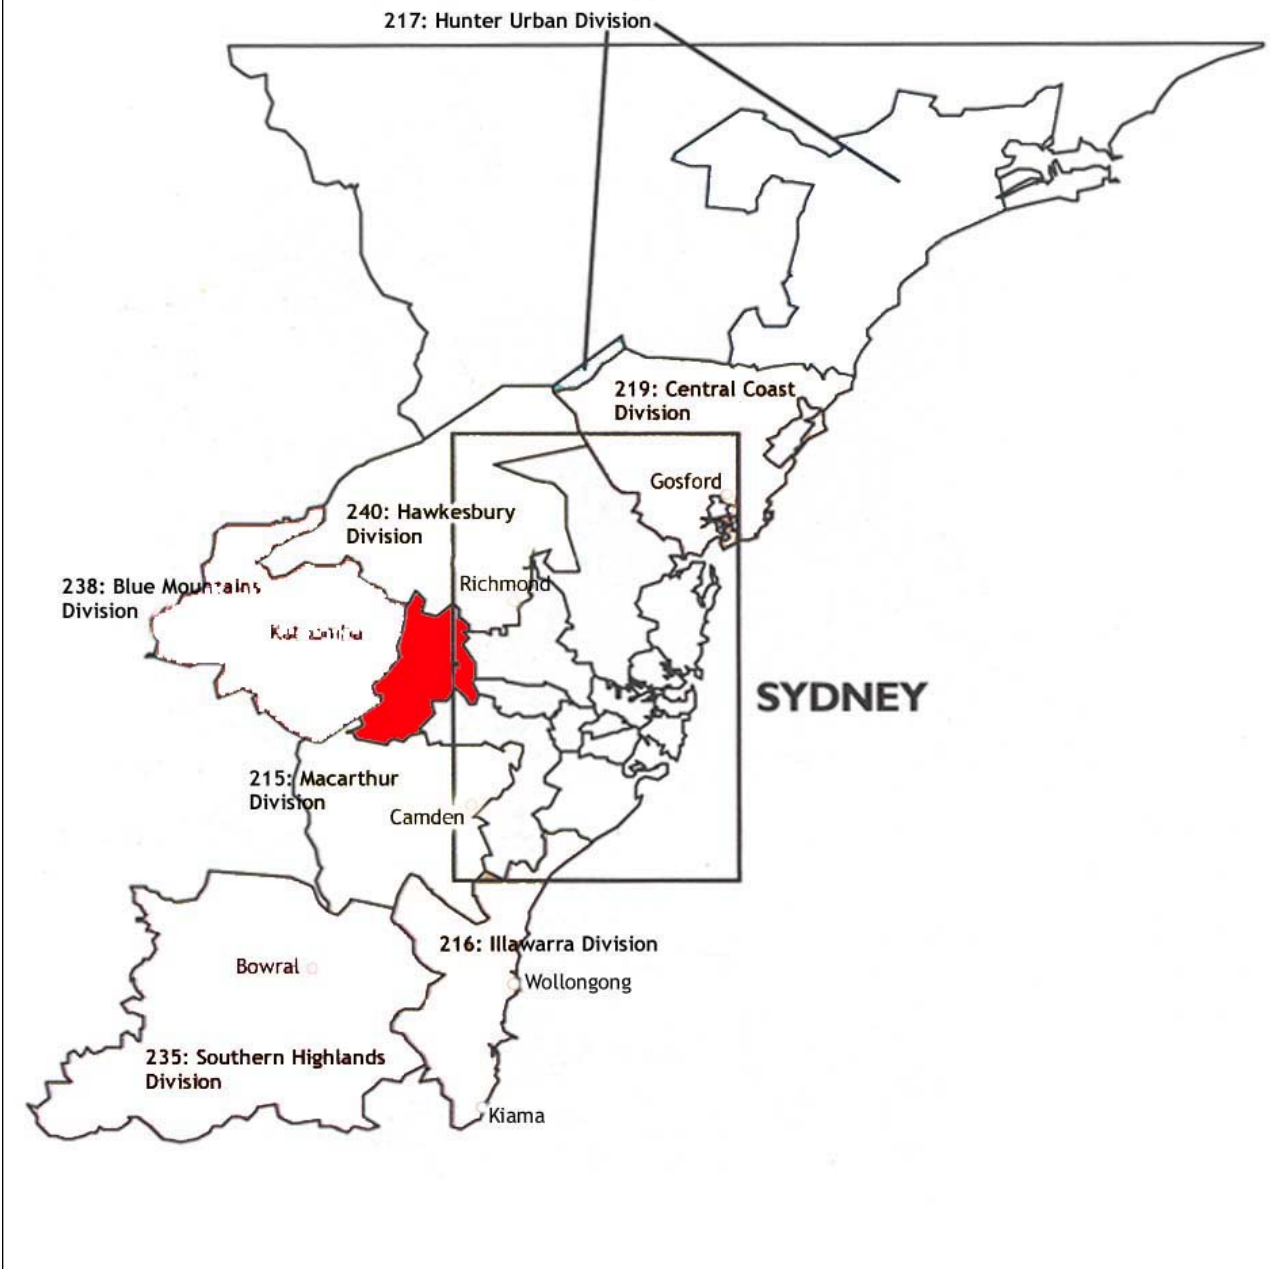 217: Hunter Urban Division
219: Central Coast
Division
Gosford
240: Hawkesbury
Division
Richmond
238: Blue Mountains
Division
SYDNEY
215: Macarthur
Division
Camden
216: Illawarra Division
Bowral
Wollongong
235: Southern Highlands
Division
Kiama